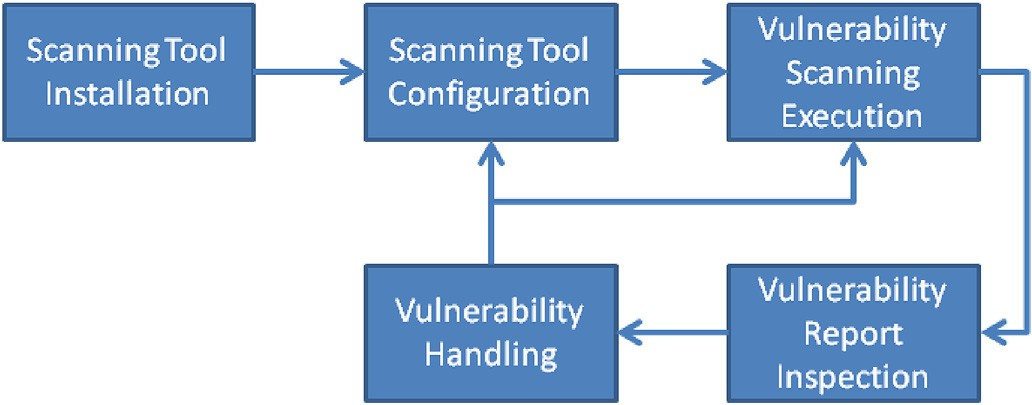 Scanning Tool
Installation
Scanning Tool
Configuration
Vulnerability
Scanning
Execution
Vulnerability
Handling
Vulnerability
Report
Inspection